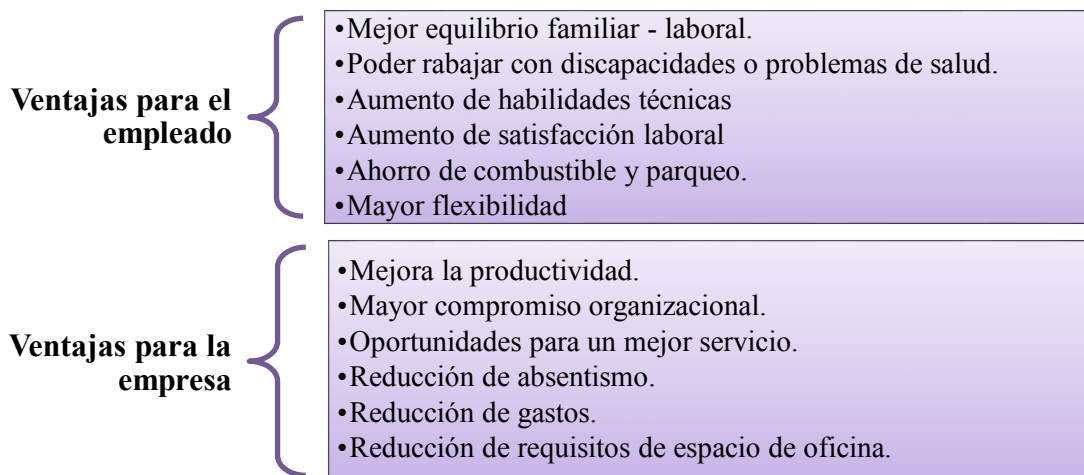 Ventajas para el
empleado
•Mejor equilibrio familiar - laboral.
•Poder rabajar con discapacidades o problemas de salud.
•Aumento de habilidades técnicas
•Aumento de satisfacción laboral
•Ahorro de combustible y parqueo.
•Mayor flexibilidad
Ventajas para la
empresa
•Mejora la productividad.
•Mayor compromiso organizacional.
•Oportunidades para un mejor servicio.
•Reducción de absentismo.
•Reducción de gastos.
•Reducción de requisitos de espacio de oficina.